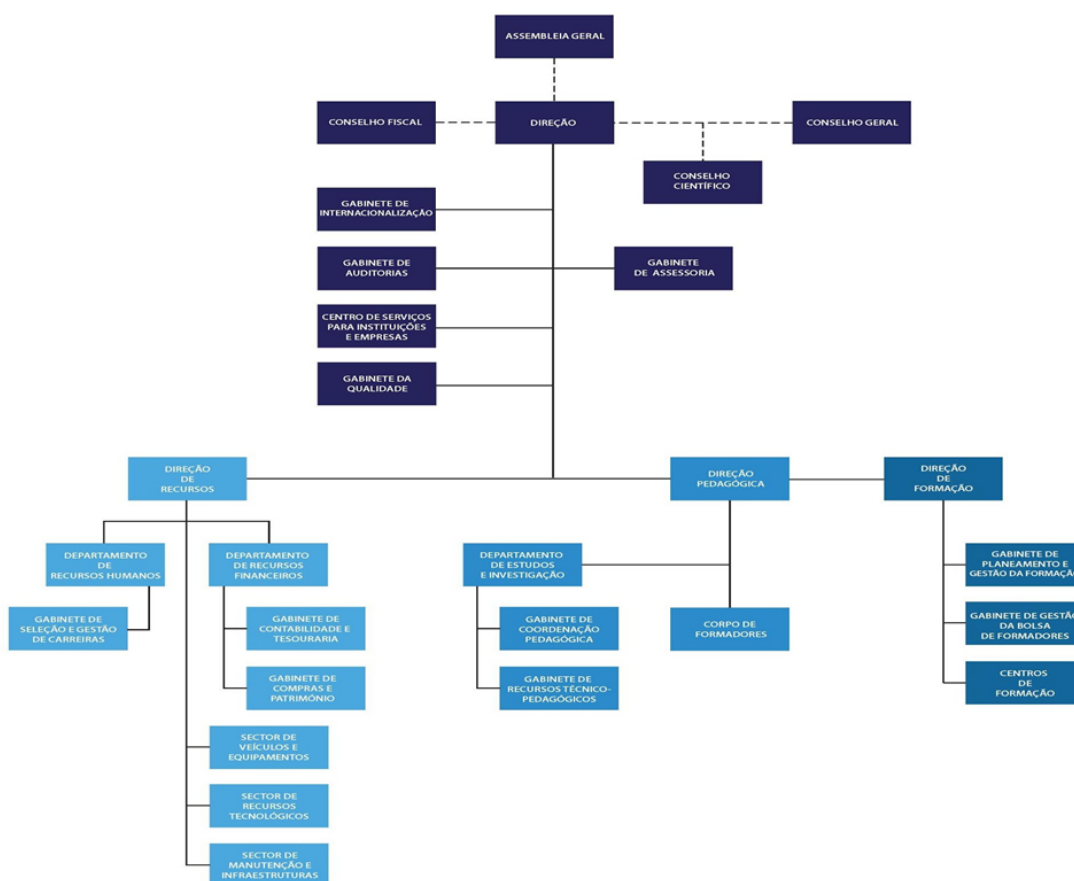 ASSEMBLEIA GERAL
CONSELHO FISCAL
DIREÇÃO
CONSELHO GERAL
CONSELHO
CIENTÍFICO
GABINETE DE
INTERNACIONALIZAÇÃO
GABINETE DE
AUDITORIAS
GABINETE
DE ASSESSORIA
CENTRO DE SERVIÇOS
PARA INSTITUIÇÕES
E EMPRESAS
GABINETE DA
QUALIDADE
DIREÇÃO
DE
RECURSOS
DIREÇÃO
PEDAGÓGICA
DIREÇÃO
DE
FORMAÇÃO
DEPARTAMENTO
DE
RECURSOS HUMANOS
DEPARTAMENTO
DE RECURSOS
FINANCEIROS
DEPARTAMENTO
DE ESTUDOS
E INVESTIGAÇÃO
GABINETE DE
PLANEAMENTO E
GESTÃO DA FORMAÇÃO
GABINETE DE
SELEÇÃO E GESTÃO
DE CARREIRAS
GABINETE DE
CONTABILIDADE E
TESOURARIA
GABINETE DE
COORDENAÇÃO
PEDAGÓGICA
CORPO DE
FORMADORES
GABINETE DE GESTÃO
DA BOLSA
DE FORMADORES
GABINETE DE
COMPRAS E
PATRIMÓNIO
GABINETE DE
RECURSOS TÉCNICO-
PEDAGÓGICOS
CENTROS
DE
FORMAÇÃO
SECTOR DE
VEÍCULOS E
EQUIPAMENTOS
SECTOR DE
RECURSOS
TECNOLÓGICOS
SECTOR DE
MANUTENÇÃO E
INFRAESTRUTURAS